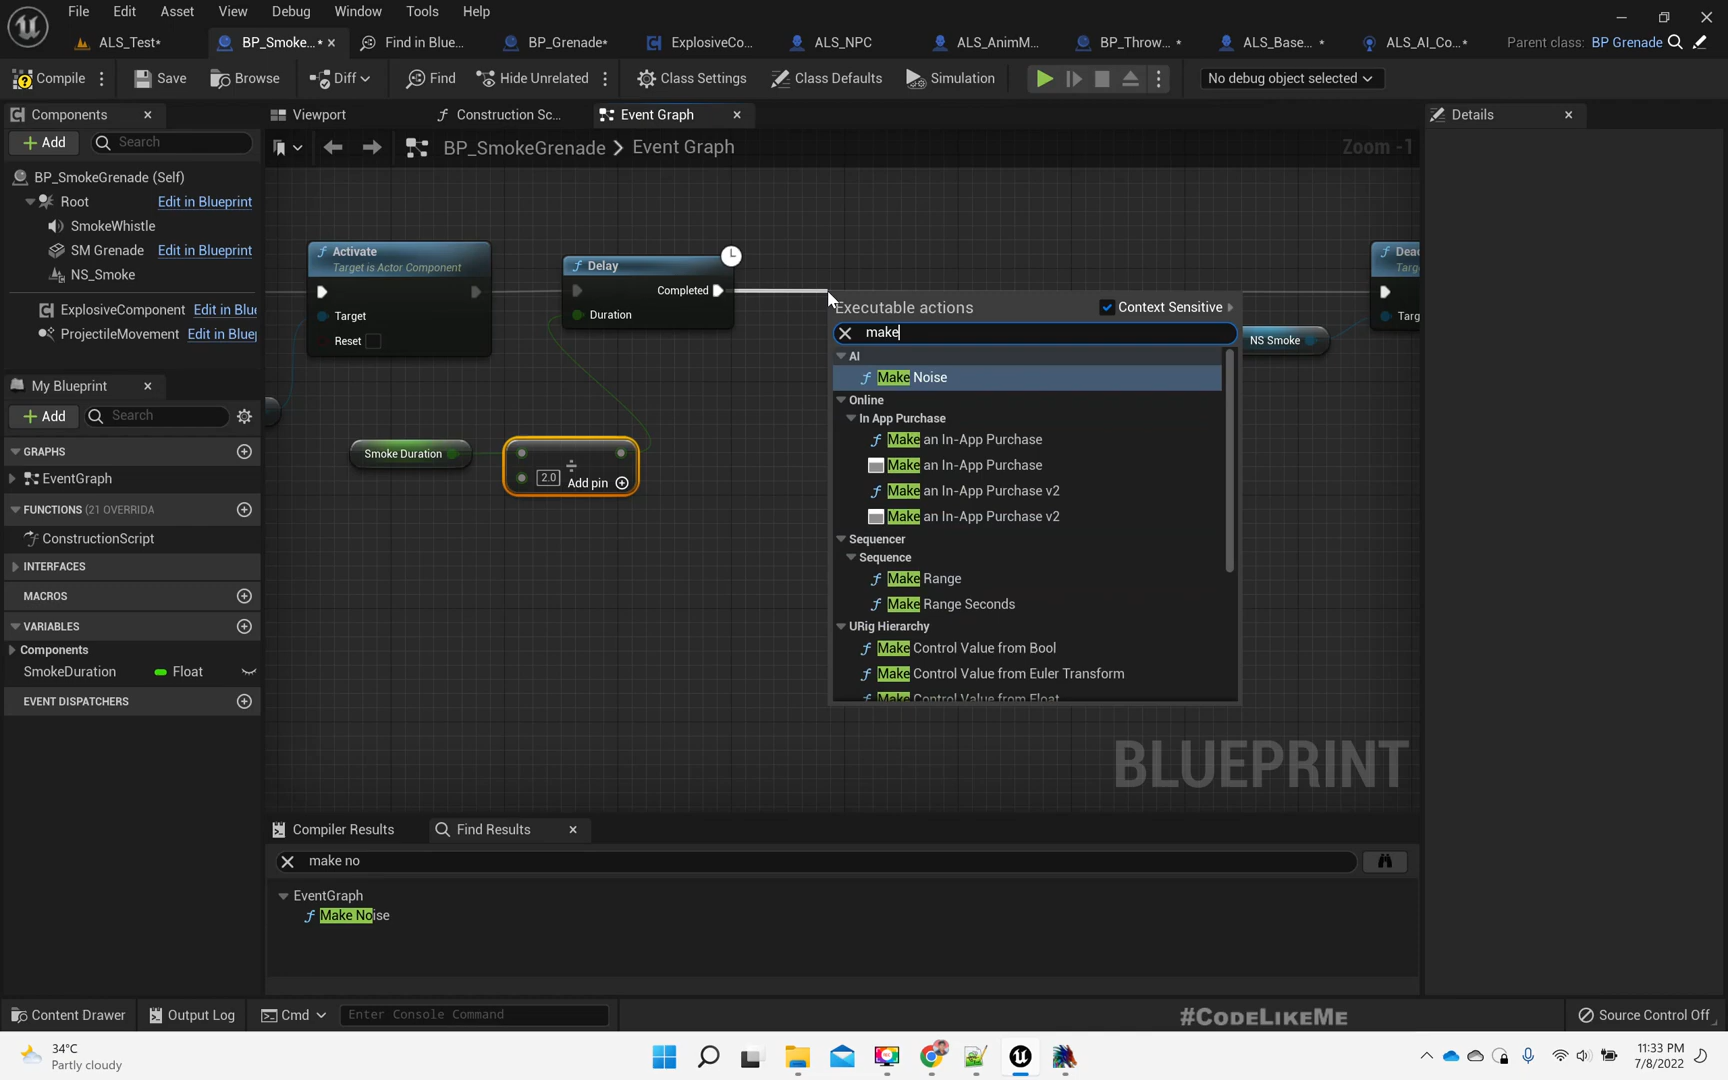 File Edit Asset View Debug Window Tools Help
ALS_Test* BP_Smoke...* Find in Blue... BP_Grenade* ExplosiveCo... ALS_NPC ALS_AnimM... BP_Throw... * ALS_Base... * ALS_AI_Co...* Parent class: BP Grenade
Compile Save Browse Diff Find Hide Unrelated Class Settings Class Defaults Simulation No debug object selected
Components Viewport Construction Sc... Event Graph Details
Add Search
BP_SmokeGrenade > Event Graph Zoom -1
BP_SmokeGrenade (Self)
Root Edit in Blueprint
SmokeWhistle
SM Grenade Edit in Blueprint
NS_Smoke
ExplosiveComponent Edit in Blue
ProjectileMovement Edit in Bluep
My Blueprint
Add Search
GRAPHS
EventGraph
FUNCTIONS (21 OVERRIDA
ConstructionScript
INTERFACES
MACROS
VARIABLES
Components
SmokeDuration Float
EVENT DISPATCHERS
Activate
Target is Actor Component
Target
Reset
Delay
Completed
Duration
Smoke Duration
÷
2.0
Add pin
Executable actions Context Sensitive
make
AI
Make Noise
Online
In App Purchase
Make an In-App Purchase
Make an In-App Purchase
Make an In-App Purchase v2
Make an In-App Purchase v2
Sequencer
Sequence
Make Range
Make Range Seconds
URig Hierarchy
Make Control Value from Bool
Make Control Value from Euler Transform
Make Control Value from Float
NS Smoke
Dead
Targ
Targ
BLUEPRINT
Compiler Results Find Results
make no
EventGraph
Make Noise
Content Drawer Output Log Cmd Enter Console Command #CODELIKEME Source Control Off
34°C
Partly cloudy
11:33 PM
7/8/2022